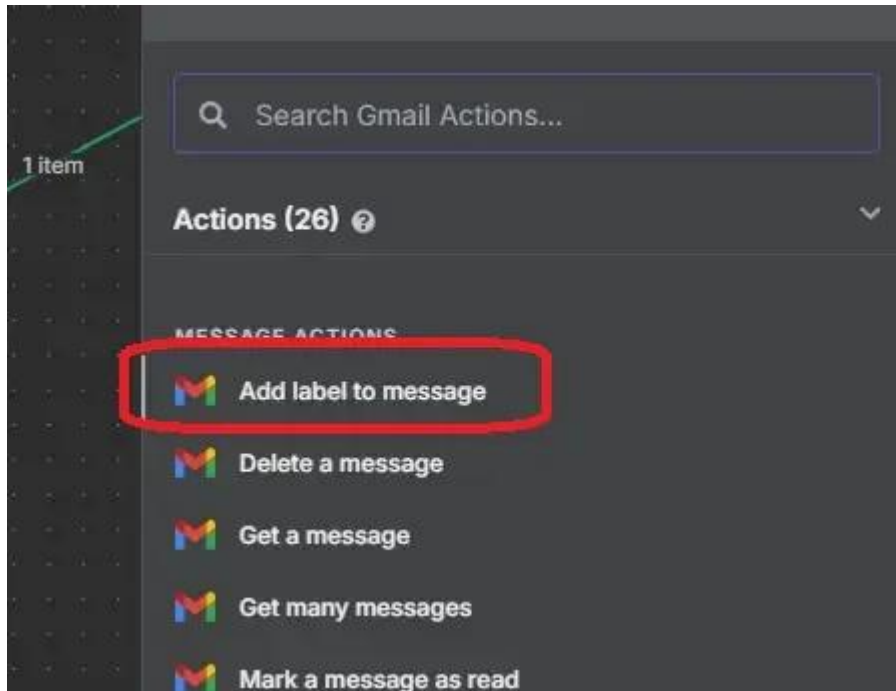 Search Gmail Actions...
1 item
Actions (26)
MESSAGE ACTIONS
Add label to message
Delete a message
Get a message
Get many messages
Mark a message as read